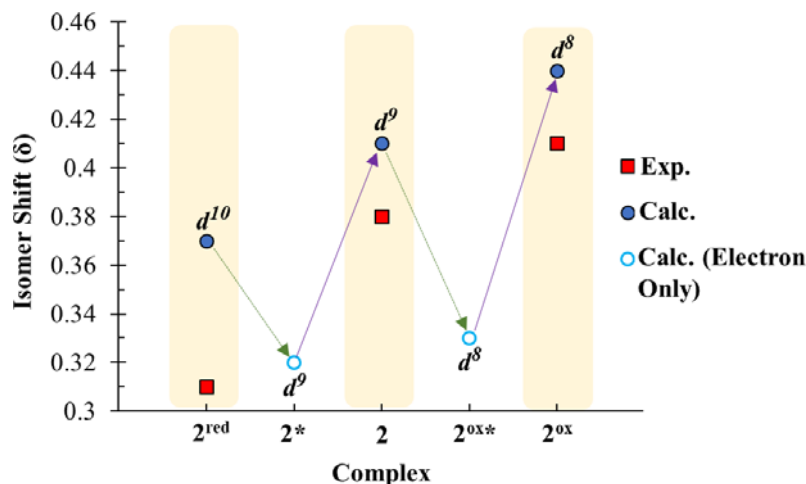 0.46
0.44
0.42
0.4
0.38
0.36
0.34
0.32
0.3
Isomer Shift (δ)
d¹⁰
d⁹
d⁹
d⁸
d⁸
2ʳᵉᵈ
2*
2
2ᵒˣ*
2ᵒˣ
Complex
Exp.
Calc.
Calc. (Electron
Only)